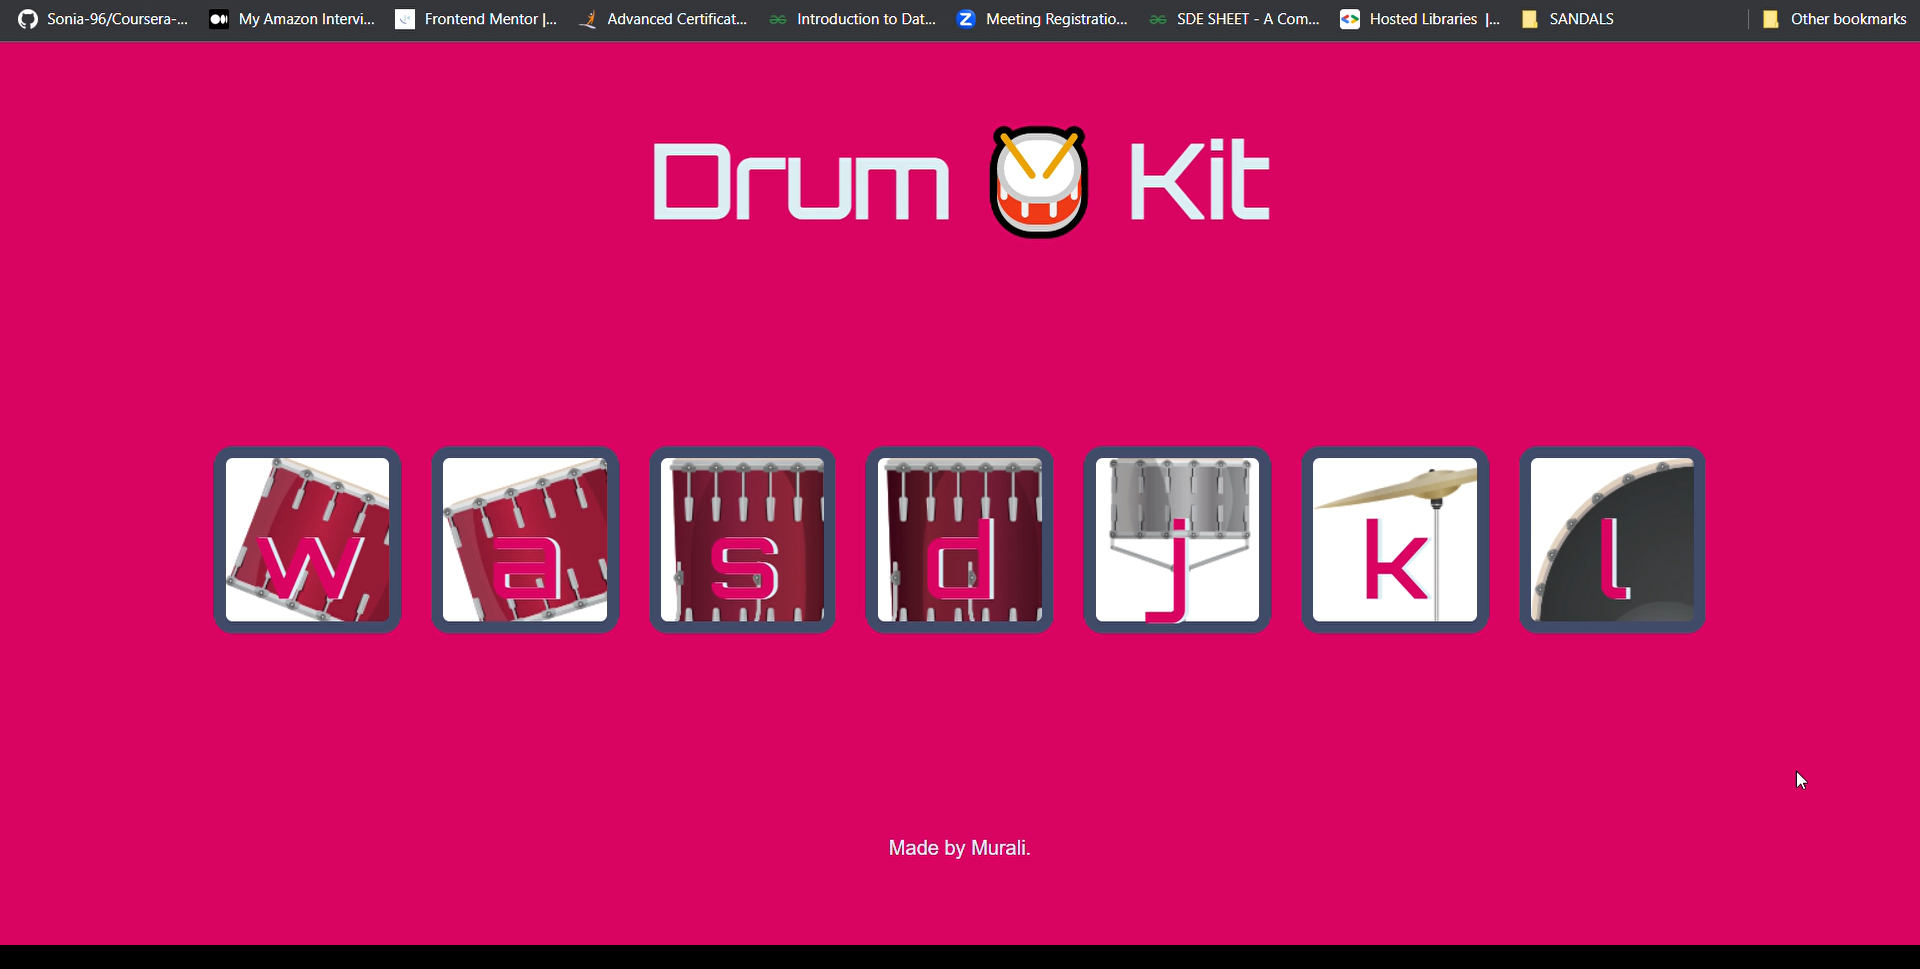 Sonia-96/Coursera-... My Amazon Intervi... Frontend Mentor |... Advanced Certificat... Introduction to Dat... Meeting Registratio... SDE SHEET - A Com... Hosted Libraries |... SANDALS Other bookmarks
Drum Kit
w a s d j k l
Made by Murali.